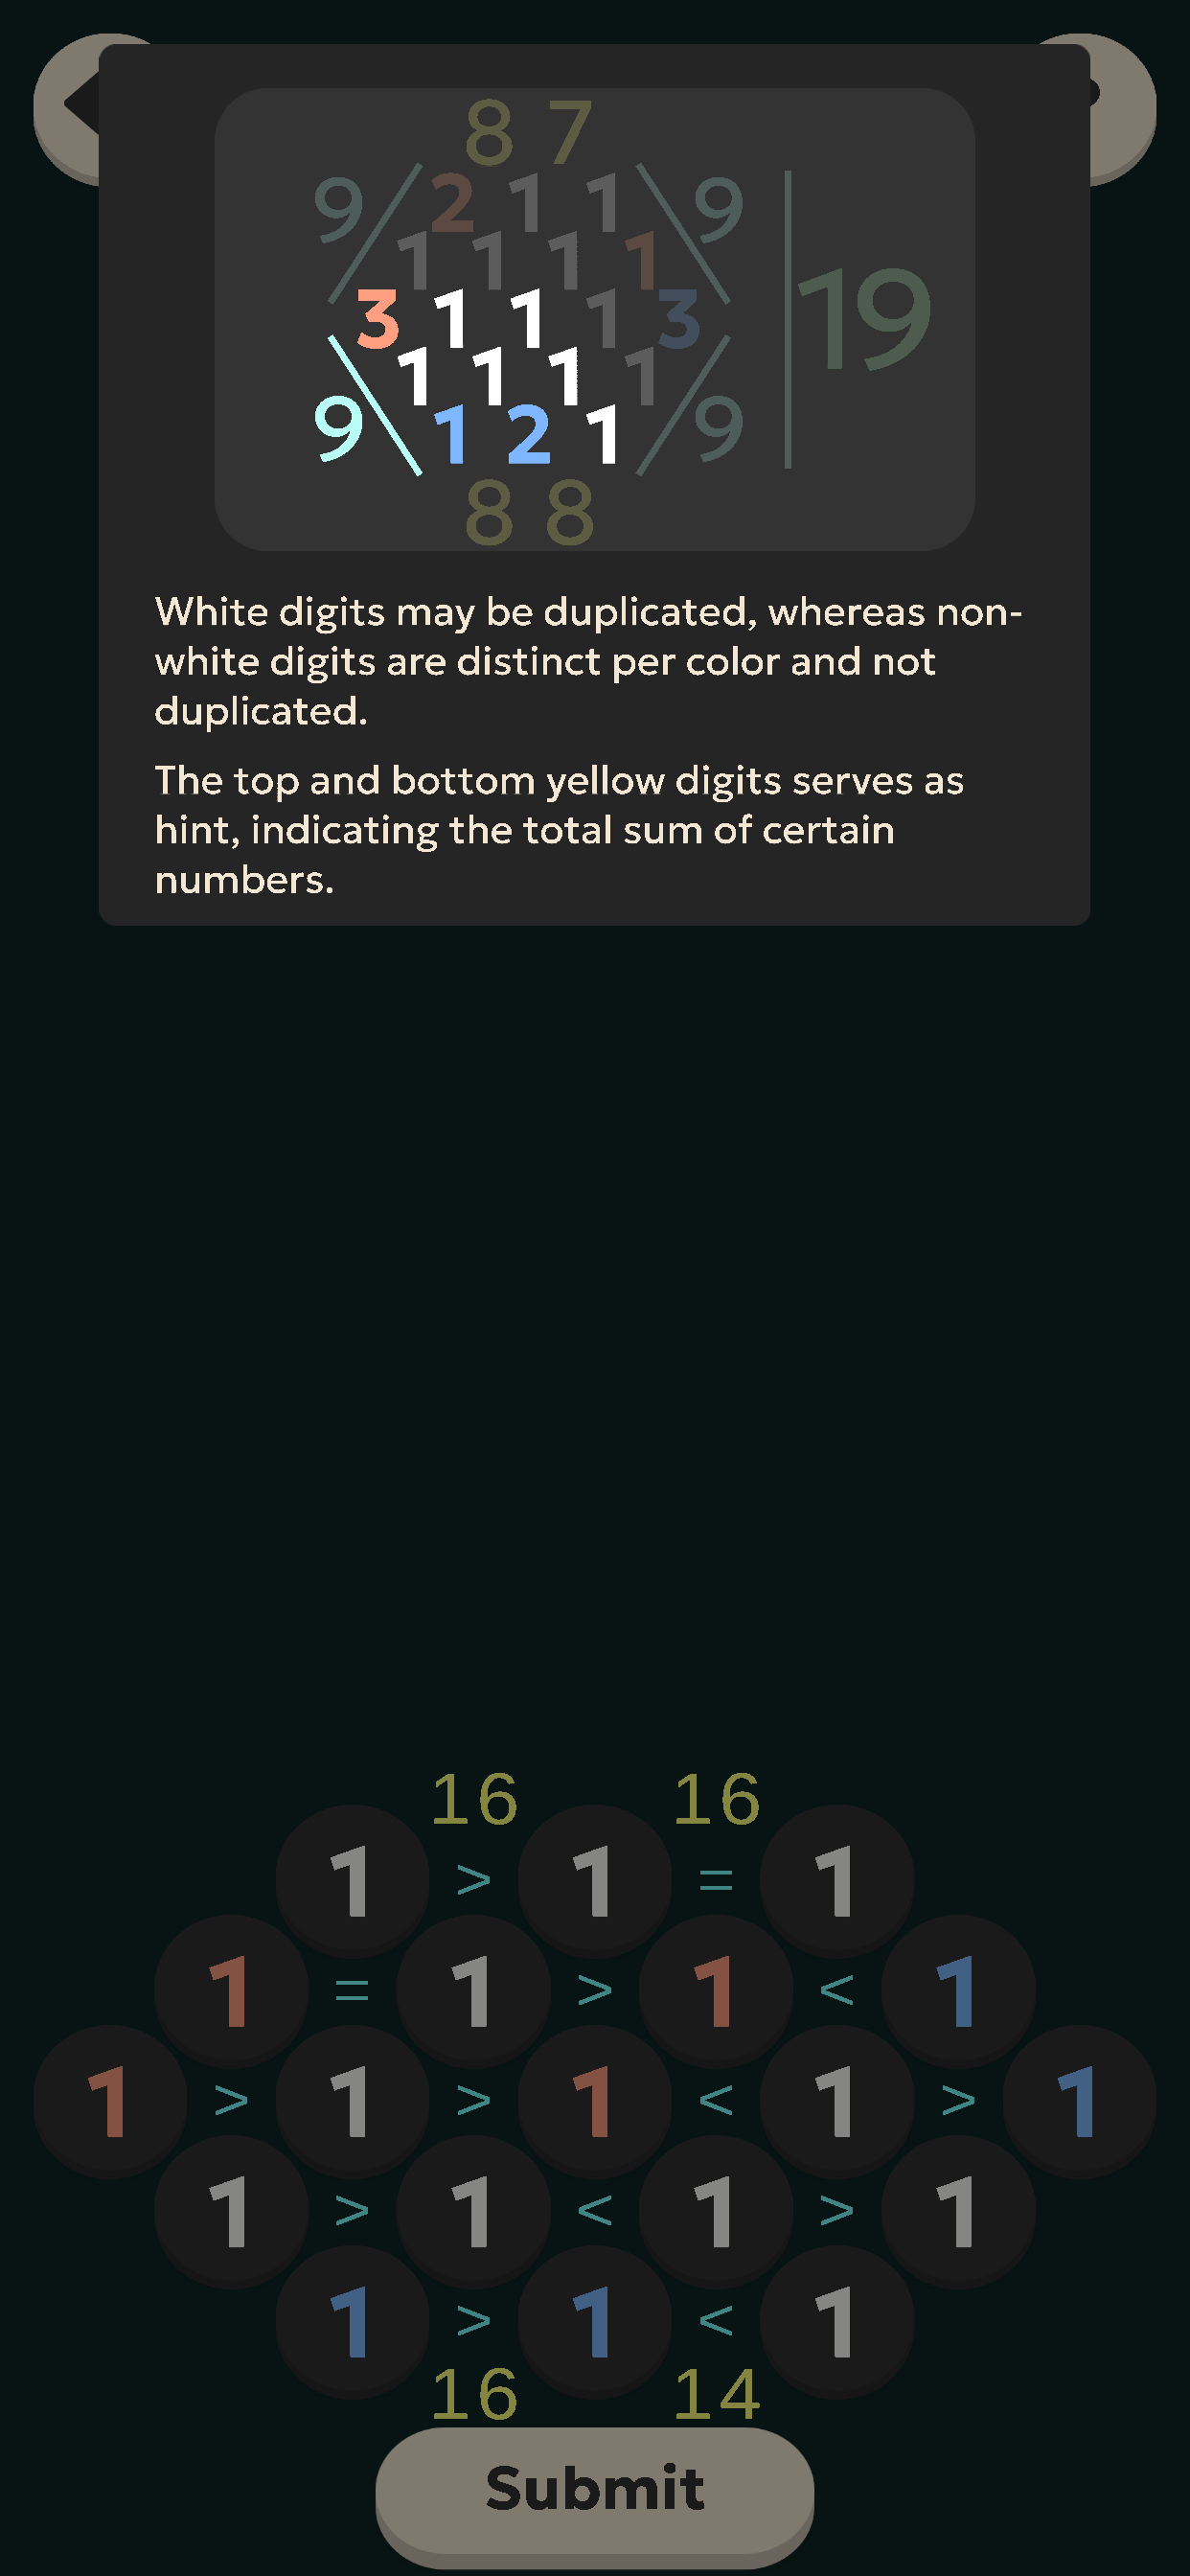 8 7
9 2 1 1 9
1 1 1 1
3 1 1 1 3 19
1 1 1 1
9 1 2 1 9
8 8
White digits may be duplicated, whereas non-
white digits are distinct per color and not
duplicated.
The top and bottom yellow digits serves as
hint, indicating the total sum of certain
numbers.
16 16
1 > 1 = 1
1 = 1 > 1 < 1
1 > 1 > 1 < 1 > 1
1 > 1 < 1 > 1
1 > 1 < 1
16 14
Submit